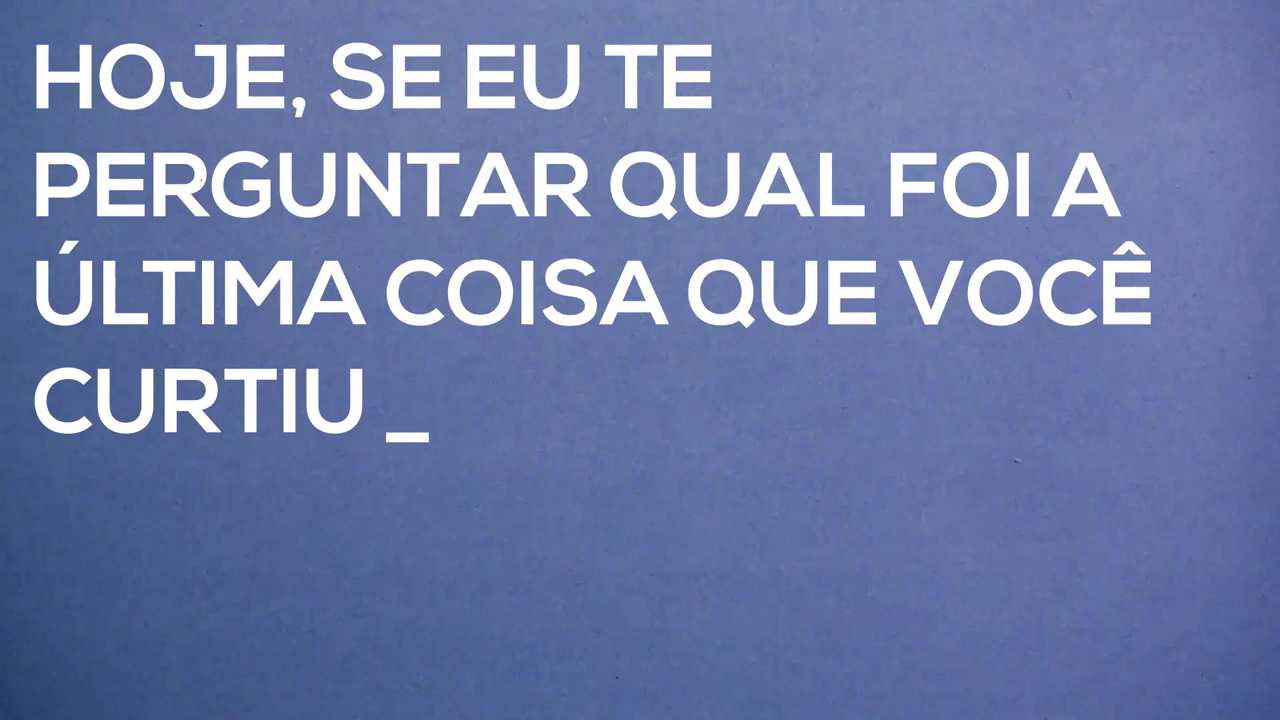 HOJE, SE EU TE
PERGUNTAR QUAL FOI A
ÚLTIMA COISA QUE VOCÊ
CURTIU _